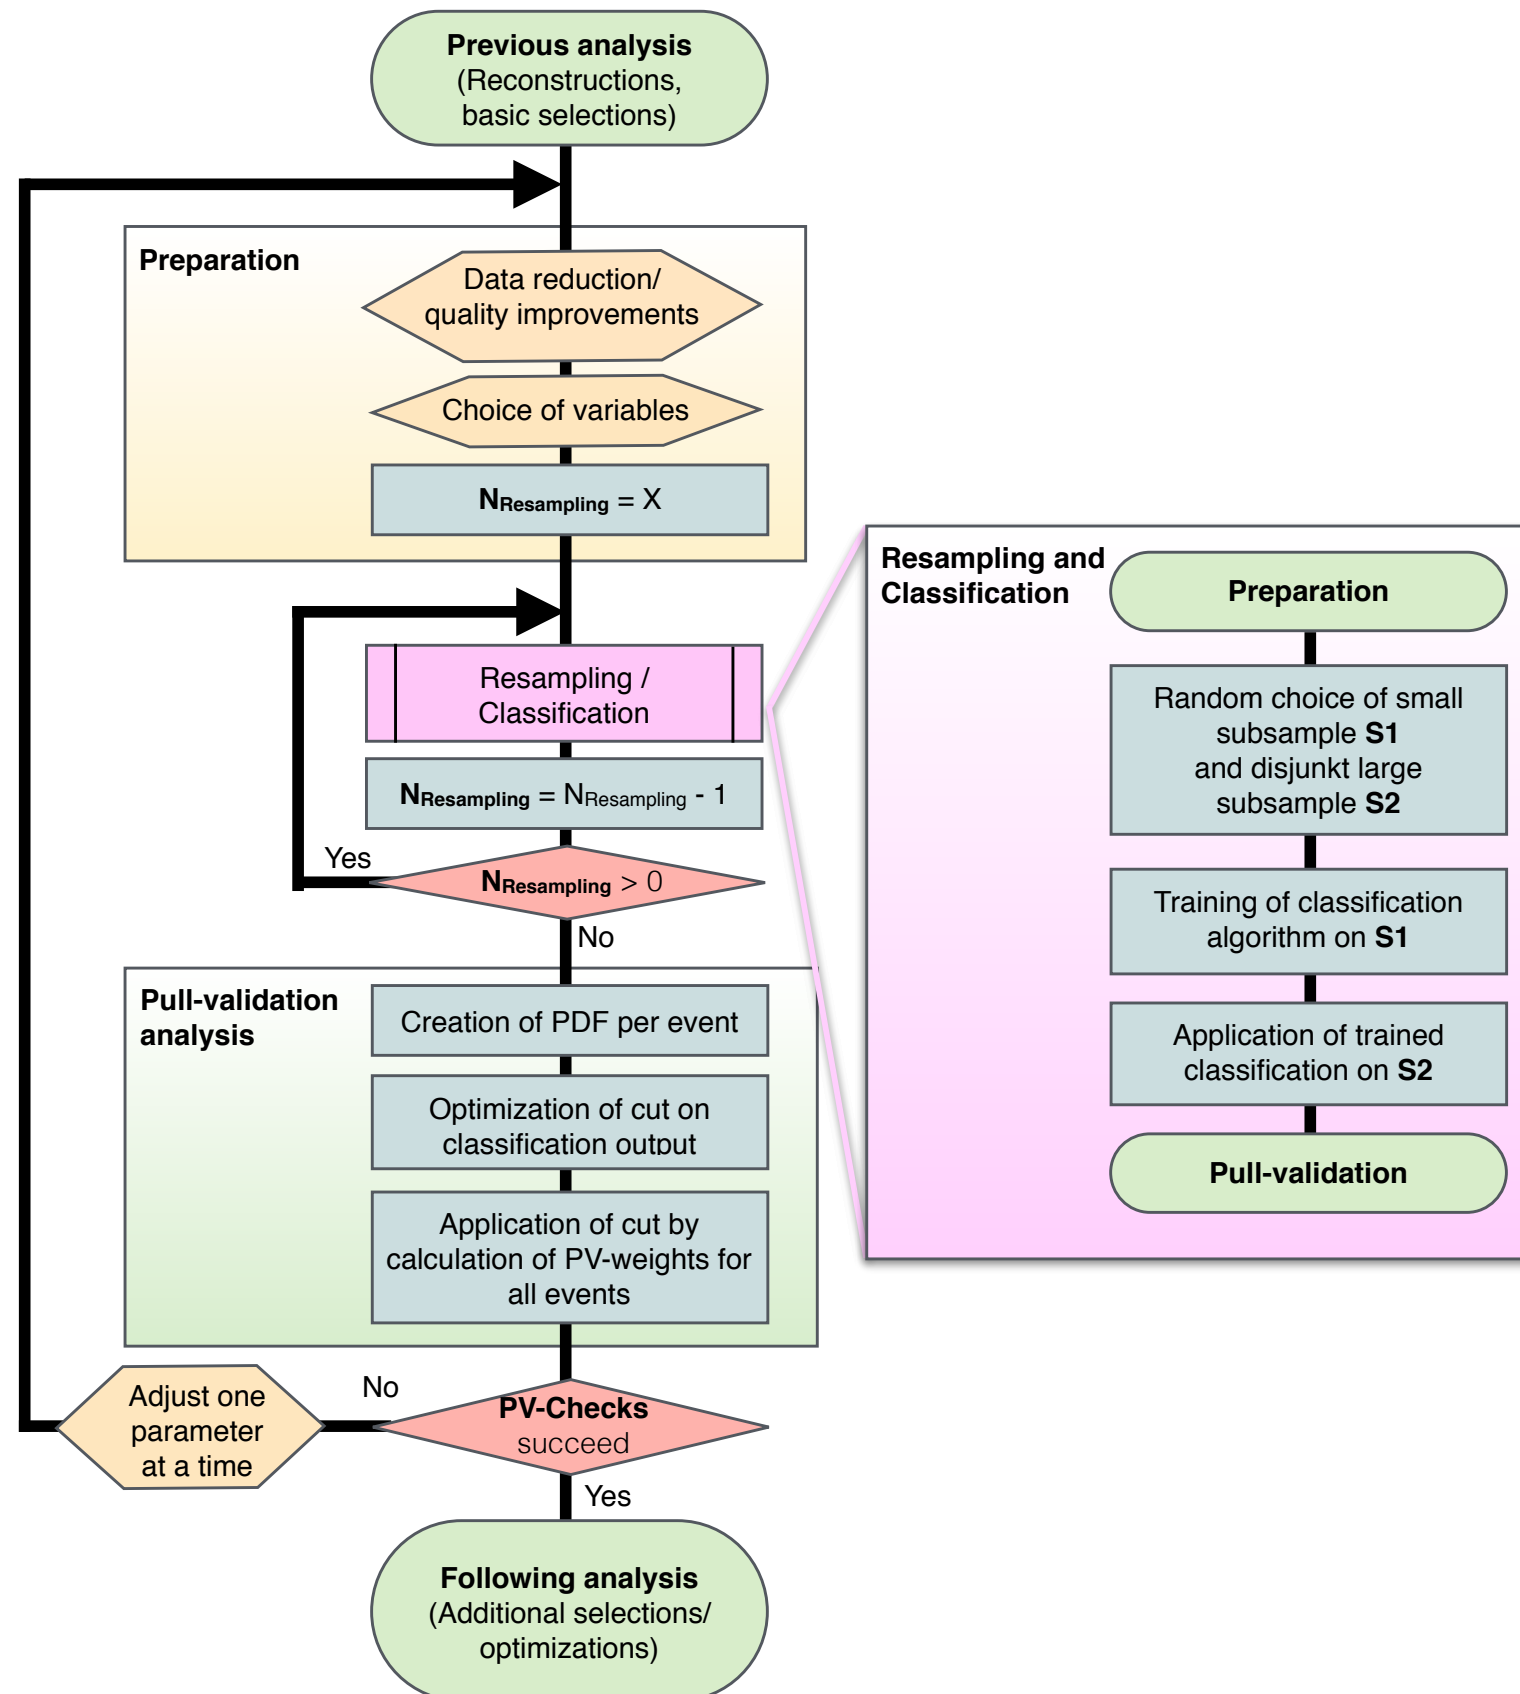 Previous analysis
(Reconstructions,
basic selections)
Preparation
Data reduction/
quality improvements
Choice of variables
NResampling = X
Resampling /
Classification
NResampling = NResampling - 1
Yes
NResampling > 0
No
Pull-validation
analysis
Creation of PDF per event
Optimization of cut on
classification output
Application of cut by
calculation of PV-weights for
all events
Adjust one
parameter
at a time
No
PV-Checks
succeed
Yes
Following analysis
(Additional selections/
optimizations)
Resampling and
Classification
Preparation
Random choice of small
subsample S1
and disjunkt large
subsample S2
Training of classification
algorithm on S1
Application of trained
classification on S2
Pull-validation